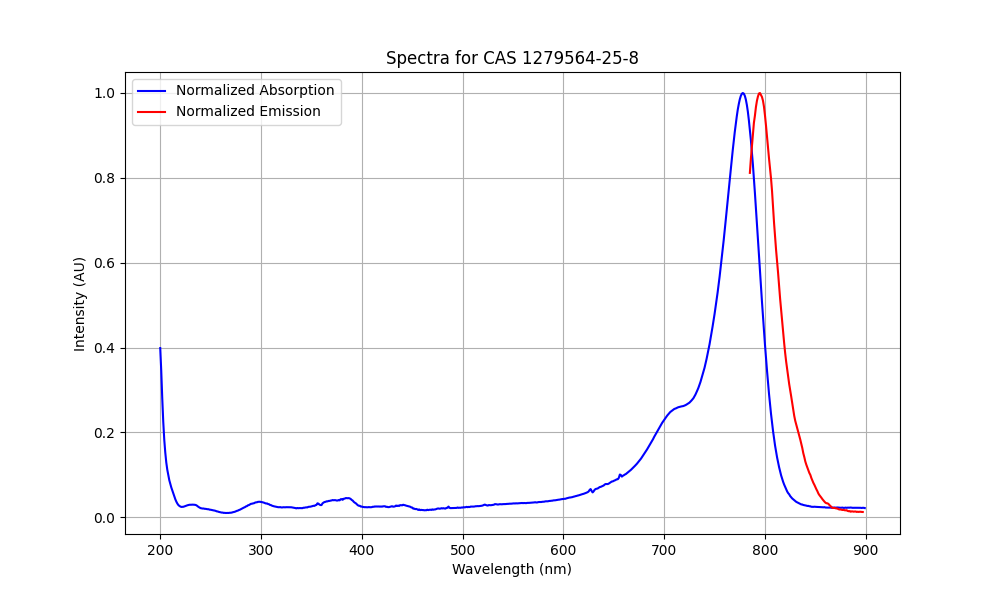 Spectra for CAS 1279564-25-8
Normalized Absorption
Normalized Emission
Intensity (AU)
1.0
0.8
0.6
0.4
0.2
0.0
200 300 400 500 600 700 800 900
Wavelength (nm)